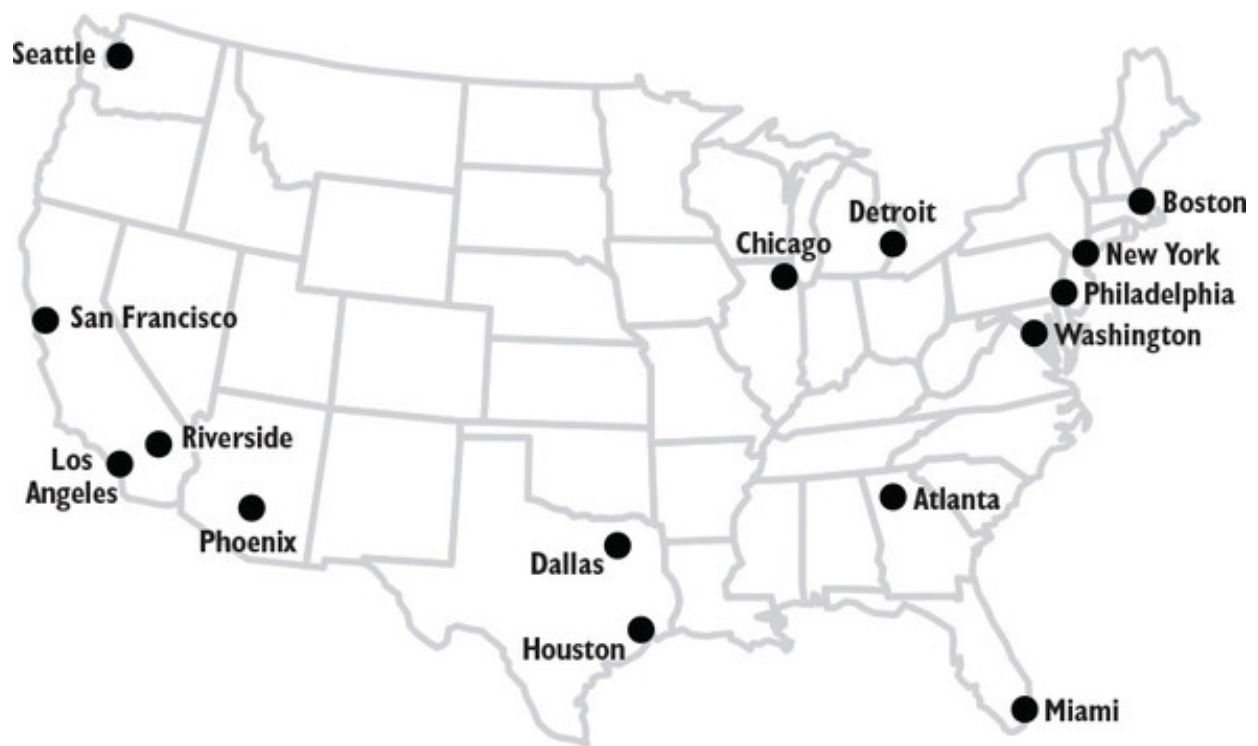 Seattle
Boston
Detroit
Chicago
New York
Philadelphia
San Francisco
Washington
Riverside
Los
Angeles
Atlanta
Phoenix
Dallas
Houston
Miami